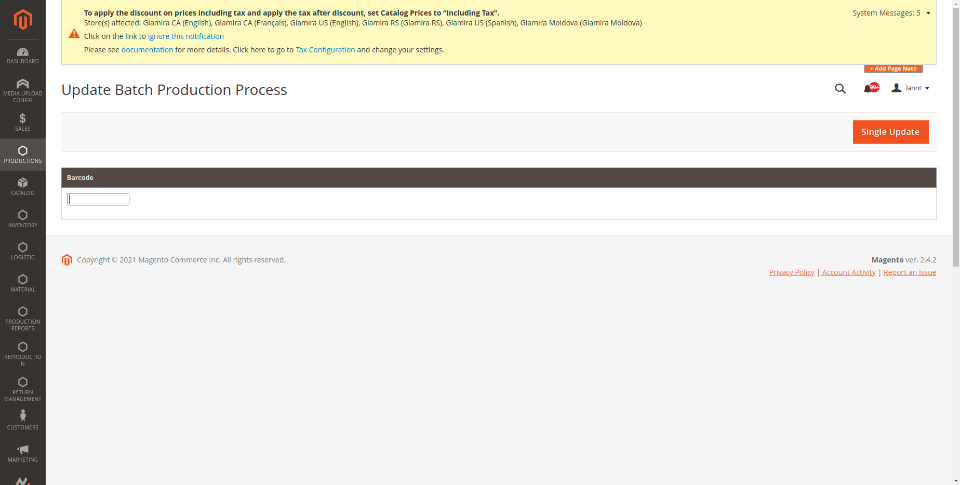 To apply the discount on prices including tax and apply the tax after discount, set Catalog Prices to "Including Tax".
Store(s) affected: Glamira CA (English), Glamira CA (Français), Glamira US (English), Glamira RS (Glamira RS), Glamira US (Spanish), Glamira Moldova (Glamira Moldova)
Click on the link to ignore this notification
Please see documentation for more details. Click here to go to Tax Configuration and change your settings.
System Messages: 5
+ Add Page Note
Update Batch Production Process
99+
lannt
Single Update
Barcode
DASHBOARD
MEDIA UPLOAD
CONFIG
$
SALES
PRODUCTIONS
CATALOG
INVENTORY
LOGISTIC
MATERIAL
PRODUCTION
REPORTS
REPRODUCTIO
N
RETURN
MANAGEMENT
CUSTOMERS
MARKETING
Copyright © 2021 Magento Commerce Inc. All rights reserved.
Magento ver. 2.4.2
Privacy Policy | Account Activity | Report an Issue